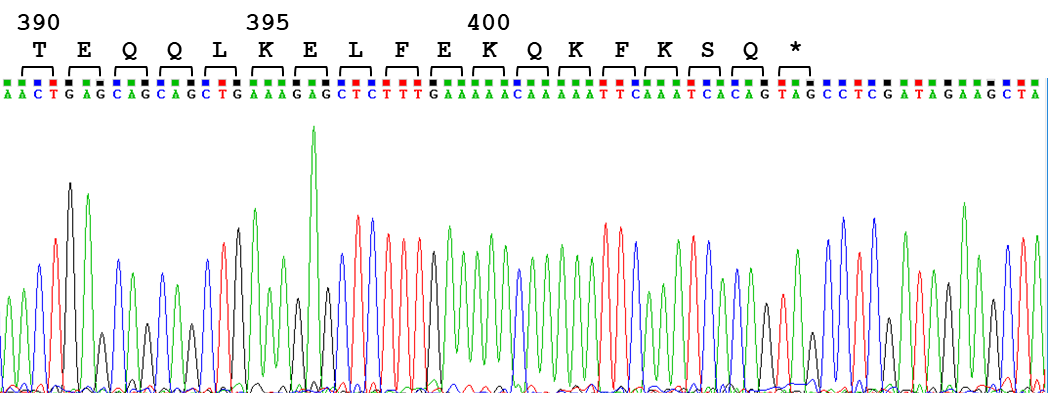 390 395 400
T E Q Q L K E L F E K Q K F K S Q *
AACTGAGCAGCAGCTGAAAGAGCTCTTTGAAAAACAAAAATTCAAATCACAGTAGCCTCGATAGAAGCTA